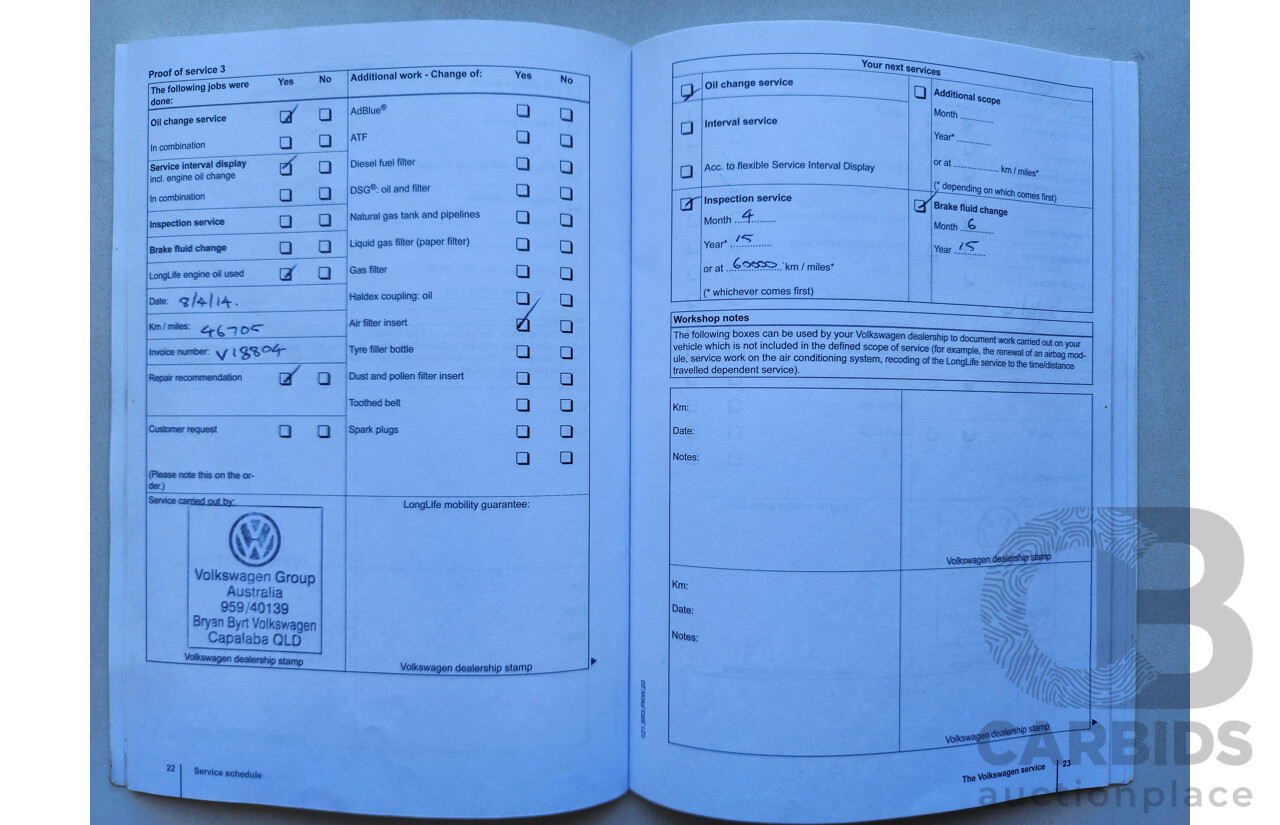 Proof of service 3
The following jobs were done:
Yes
No
Additional work - Change of:
Yes
No
Oil change service
In combination
Service interval display
incl. engine oil change
In combination
Inspection service
Brake fluid change
LongLife engine oil used
Date: 8/4/14.
Km / miles: 46705
Invoice number: V18804
Repair recommendation
Customer request
(Please note this on the or-
der.)
AdBlue®
ATF
Diesel fuel filter
DSG®: oil and filter
Natural gas tank and pipelines
Liquid gas filter (paper filter)
Gas filter
Haldex coupling: oil
Air filter insert
Tyre filler bottle
Dust and pollen filter insert
Toothed belt
Spark plugs
Service carried out by:
Volkswagen Group
Australia
959/40139
Bryan Byrt Volkswagen
Capalaba QLD
Volkswagen dealership stamp
LongLife mobility guarantee:
Volkswagen dealership stamp
22
Service schedule
Your next services
Oil change service
Interval service
Acc. to flexible Service Interval Display
Inspection service
Month 4
Year* 15
or at 60000 km / miles*
(* whichever comes first)
Additional scope
Month
Year*
or at km / miles*
(* depending on which comes first)
Brake fluid change
Month 6
Year 15
Workshop notes
The following boxes can be used by your Volkswagen dealership to document work carried out on your
vehicle which is not included in the defined scope of service (for example, the renewal of an airbag mod-
ule, service work on the air conditioning system, recoding of the LongLife service to the time/distance
travelled dependent service).
Km:
Date:
Notes:
Volkswagen dealership stamp
Km:
Date:
Notes:
Volkswagen dealership stamp
The Volkswagen service
23
CB
CARBIDS
auctionplace